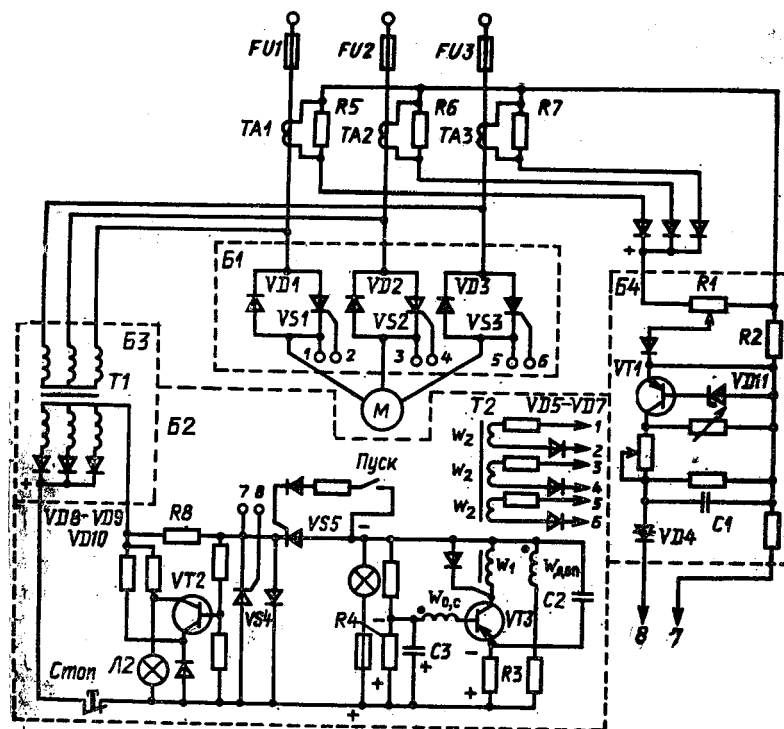 FU1 FU2 FU3
R5 R6 R7
TA1 TA2 TA3
Б1
VD1 VD2 VD3
VS1 VS2 VS3
1 2 3 4 5 6
М
Б4
R1
R2
VT1
VD11
C1
VD4
8 7
Б3
T1
Б2
+
VD8-VD9
VD10
T2 VD5-VD7
w2 1
2
w2 3
4
w2 5
6
Пуск
7 8
R8
VS5
–
VT2
VS4
R4
w1
wдоп
wо,с
VT3
C2
C3
–
+
R3
Л2
Стоп
+
+
–
+
+